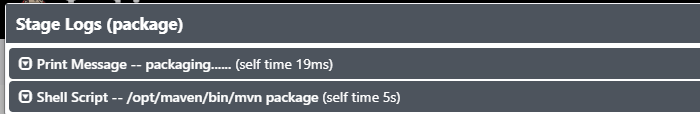 Stage Logs (package)
Print Message -- packaging...... (self time 19ms)
Shell Script -- /opt/maven/bin/mvn package (self time 5s)